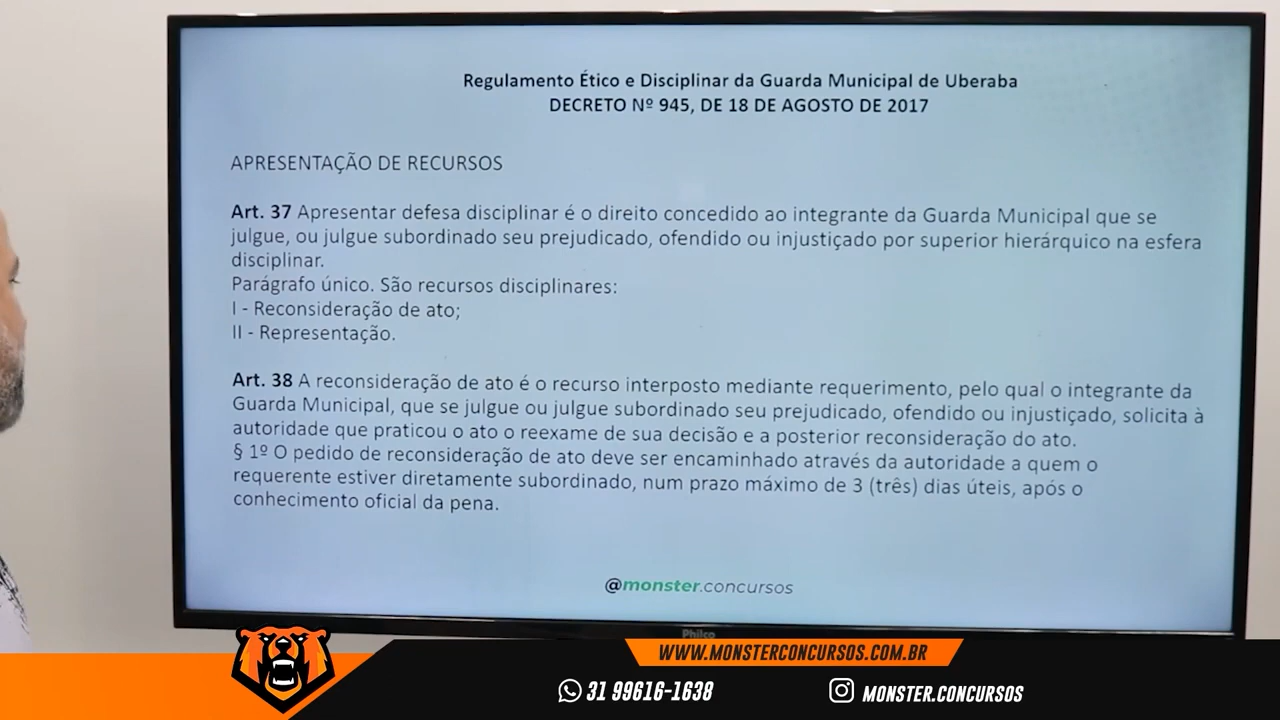 Regulamento Ético e Disciplinar da Guarda Municipal de Uberaba
DECRETO Nº 945, DE 18 DE AGOSTO DE 2017
APRESENTAÇÃO DE RECURSOS
Art. 37 Apresentar defesa disciplinar é o direito concedido ao integrante da Guarda Municipal que se
julgue, ou julgue subordinado seu prejudicado, ofendido ou injustiçado por superior hierárquico na esfera
disciplinar.
Parágrafo único. São recursos disciplinares:
I - Reconsideração de ato;
II - Representação.
Art. 38 A reconsideração de ato é o recurso interposto mediante requerimento, pelo qual o integrante da
Guarda Municipal, que se julgue ou julgue subordinado seu prejudicado, ofendido ou injustiçado, solicita à
autoridade que praticou o ato o reexame de sua decisão e a posterior reconsideração do ato.
§ 1º O pedido de reconsideração de ato deve ser encaminhado através da autoridade a quem o
requerente estiver diretamente subordinado, num prazo máximo de 3 (três) dias úteis, após o
conhecimento oficial da pena.
@monster.concursos
Philco
WWW.MONSTERCONCURSOS.COM.BR
31 99616-1638
MONSTER.CONCURSOS